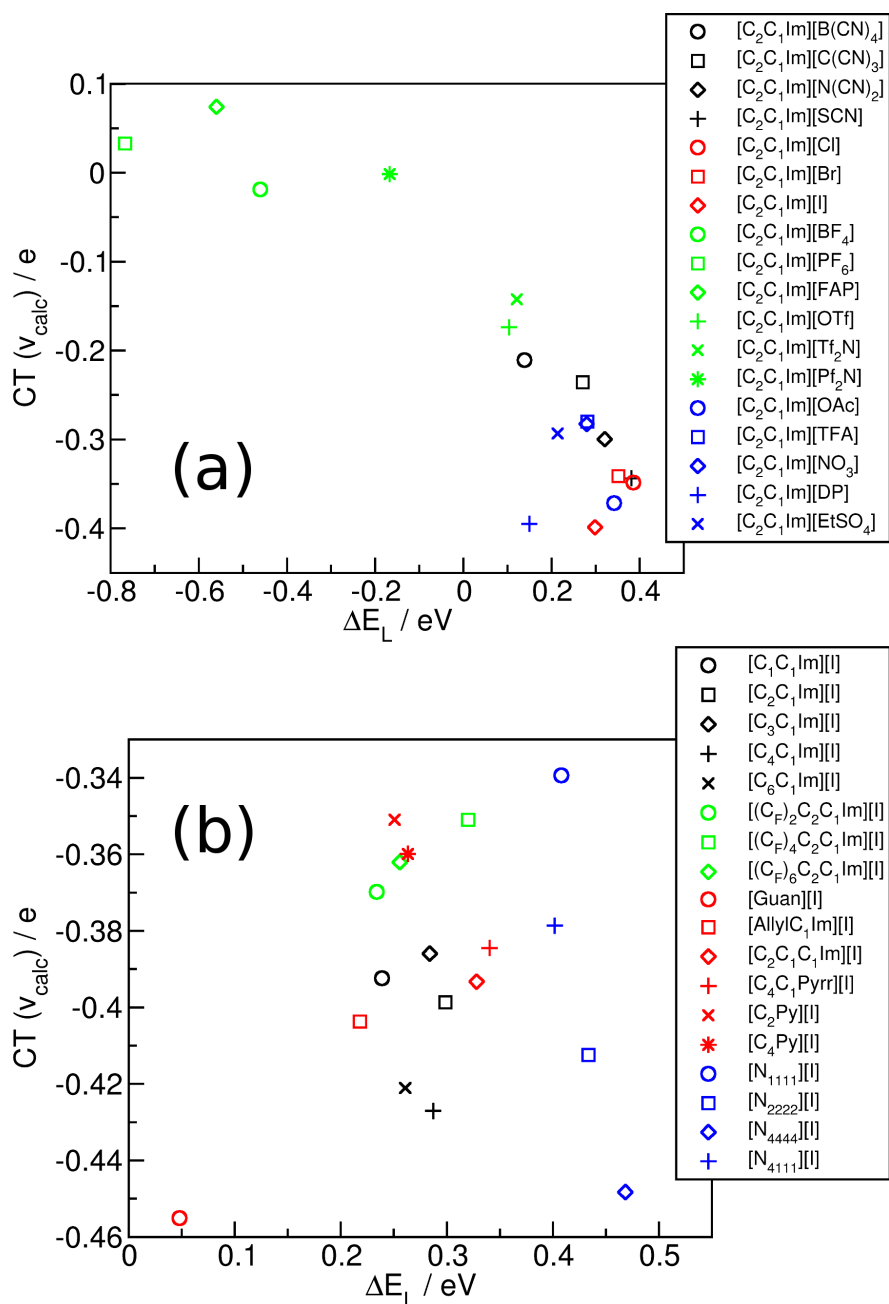 [C₂C₁Im][B(CN)₄]
[C₂C₁Im][C(CN)₃]
[C₂C₁Im][N(CN)₂]
[C₂C₁Im][SCN]
[C₂C₁Im][Cl]
[C₂C₁Im][Br]
[C₂C₁Im][I]
[C₂C₁Im][BF₄]
[C₂C₁Im][PF₆]
[C₂C₁Im][FAP]
[C₂C₁Im][OTf]
[C₂C₁Im][Tf₂N]
[C₂C₁Im][Pf₂N]
[C₂C₁Im][OAc]
[C₂C₁Im][TFA]
[C₂C₁Im][NO₃]
[C₂C₁Im][DP]
[C₂C₁Im][EtSO₄]
0.1
0
-0.1
-0.2
-0.3
-0.4
CT (v_calc) / e
(a)
-0.8 -0.6 -0.4 -0.2 0 0.2 0.4
ΔE_L / eV
[C₁C₁Im][I]
[C₂C₁Im][I]
[C₃C₁Im][I]
[C₄C₁Im][I]
[C₆C₁Im][I]
[(C_F)₂C₂C₁Im][I]
[(C_F)₄C₂C₁Im][I]
[(C_F)₆C₂C₁Im][I]
[Guan][I]
[AllylC₁Im][I]
[C₂C₁C₁Im][I]
[C₄C₁Pyrr][I]
[C₂Py][I]
[C₄Py][I]
[N₁₁₁₁][I]
[N₂₂₂₂][I]
[N₄₄₄₄][I]
[N₄₁₁₁][I]
-0.34
-0.36
-0.38
-0.4
-0.42
-0.44
-0.46
CT (v_calc) / e
(b)
0 0.1 0.2 0.3 0.4 0.5
ΔE_L / eV